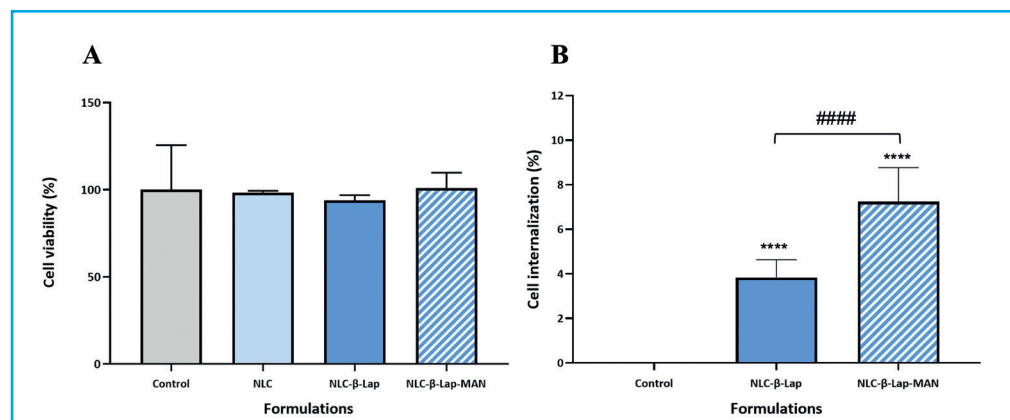 A
Cell viability (%)
150
100
50
0
Control
NLC
NLC-β-Lap
NLC-β-Lap-MAN
Formulations
B
Cell internalization (%)
12
10
8
6
4
2
0
####
****
****
Control
NLC-β-Lap
NLC-β-Lap-MAN
Formulations